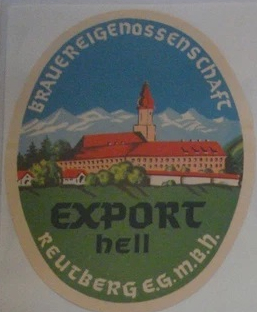 BRAUEREIGENOSSENSCHAFT
EXPORT
hell
REUTBERG E.G.m.B.h.